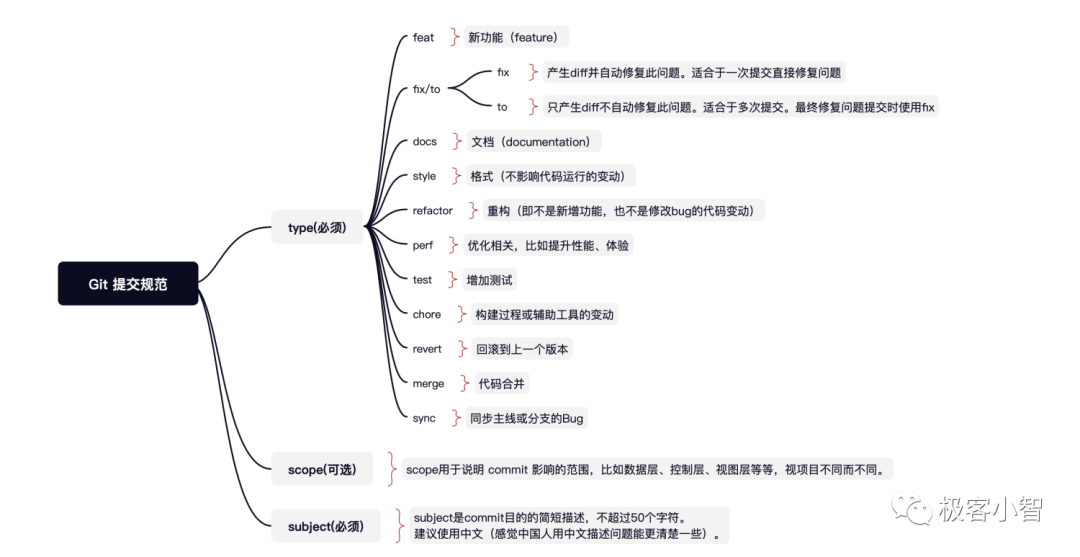 feat
新功能（feature）
fix/to
fix
产生diff并自动修复此问题。适合于一次提交直接修复问题
to
只产生diff不自动修复此问题。适合于多次提交。最终修复问题提交时使用fix
docs
文档（documentation）
style
格式（不影响代码运行的变动）
refactor
重构（即不是新增功能，也不是修改bug的代码变动）
type(必须)
perf
优化相关，比如提升性能、体验
test
增加测试
Git 提交规范
chore
构建过程或辅助工具的变动
revert
回滚到上一个版本
merge
代码合并
sync
同步主线或分支的Bug
scope(可选)
scope用于说明 commit 影响的范围，比如数据层、控制层、视图层等等，视项目不同而不同。
subject(必须)
subject是commit目的的简短描述，不超过50个字符。
建议使用中文（感觉中国人用中文描述问题能更清楚一些）。
极客小智